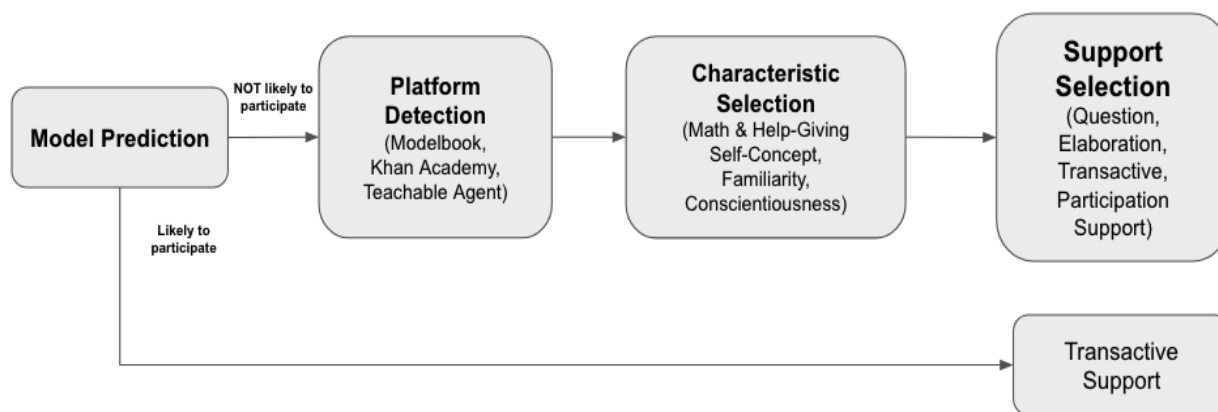 Model Prediction
NOT likely to
participate
Likely to
participate
Platform
Detection
(Modelbook,
Khan Academy,
Teachable Agent)
Characteristic
Selection
(Math & Help-Giving
Self-Concept,
Familiarity,
Conscientiousness)
Support
Selection
(Question,
Elaboration,
Transactive,
Participation
Support)
Transactive
Support